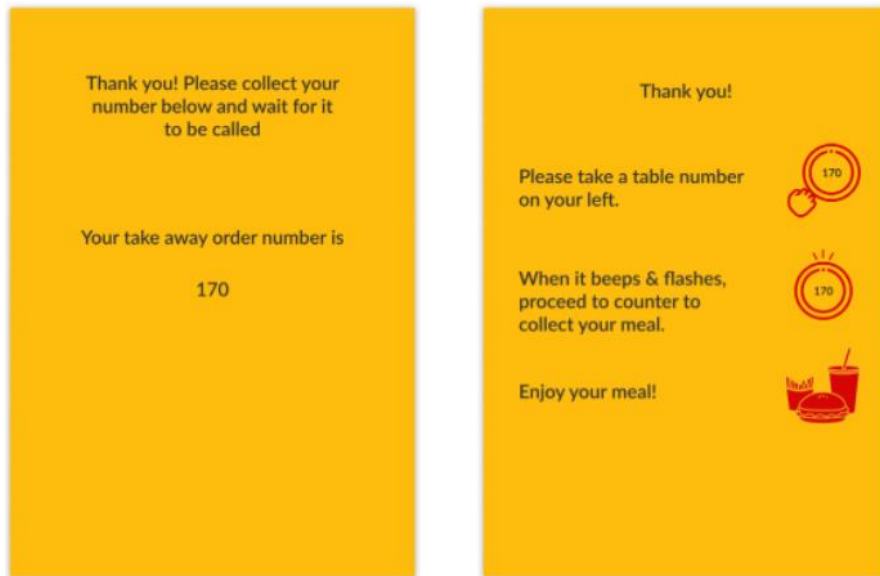 Thank you! Please collect your
number below and wait for it
to be called
Your take away order number is
170
Thank you!
Please take a table number
on your left.
170
When it beeps & flashes,
proceed to counter to
collect your meal.
170
Enjoy your meal!